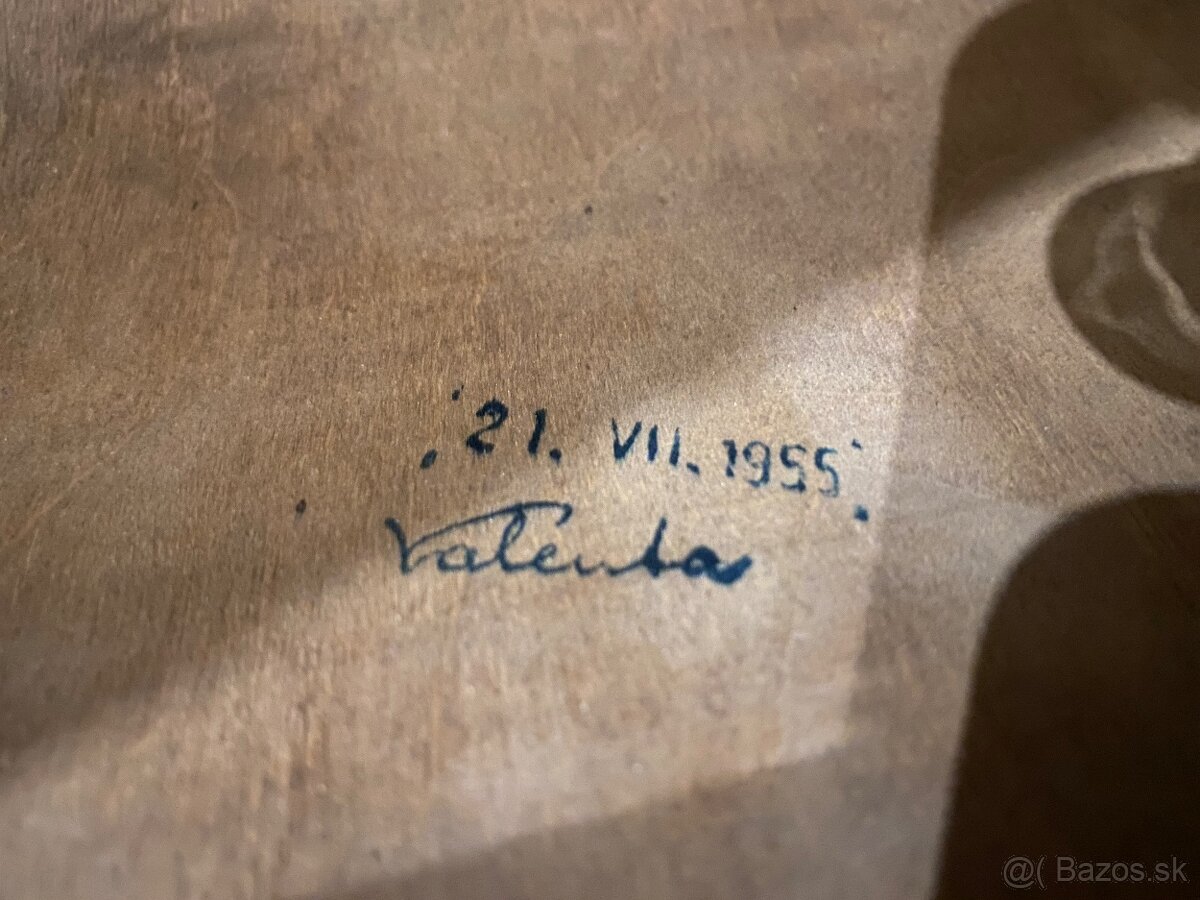 21. VII. 1955
Valenta
@( Bazos.sk